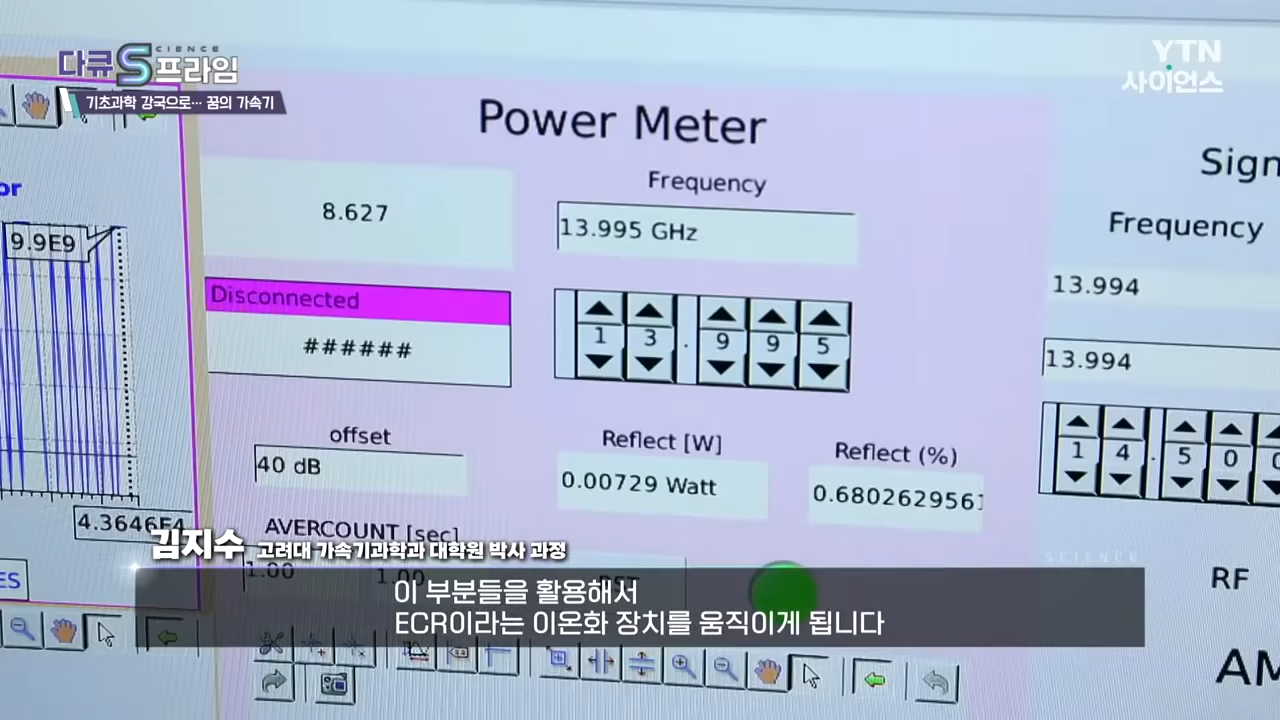 다큐 S 프라임
CIENCE
기초과학 강국으로… 꿈의 가속기
YTN
사이언스
Power Meter
Frequency
8.627
13.995 GHz
Disconnected
######
1 3 . 9 9 5
offset
40 dB
Reflect [W]
0.00729 Watt
Reflect (%)
0.6802629561
AVERCOUNT [sec]
1.00
1.00
or
9.9E9
4.3646E4
ES
Sign
Frequency
13.994
13.994
1 4 . 5 0 0
SCIENCE
RF
AM
김지수 고려대 가속기과학과 대학원 박사 과정
이 부분들을 활용해서
ECR이라는 이온화 장치를 움직이게 됩니다